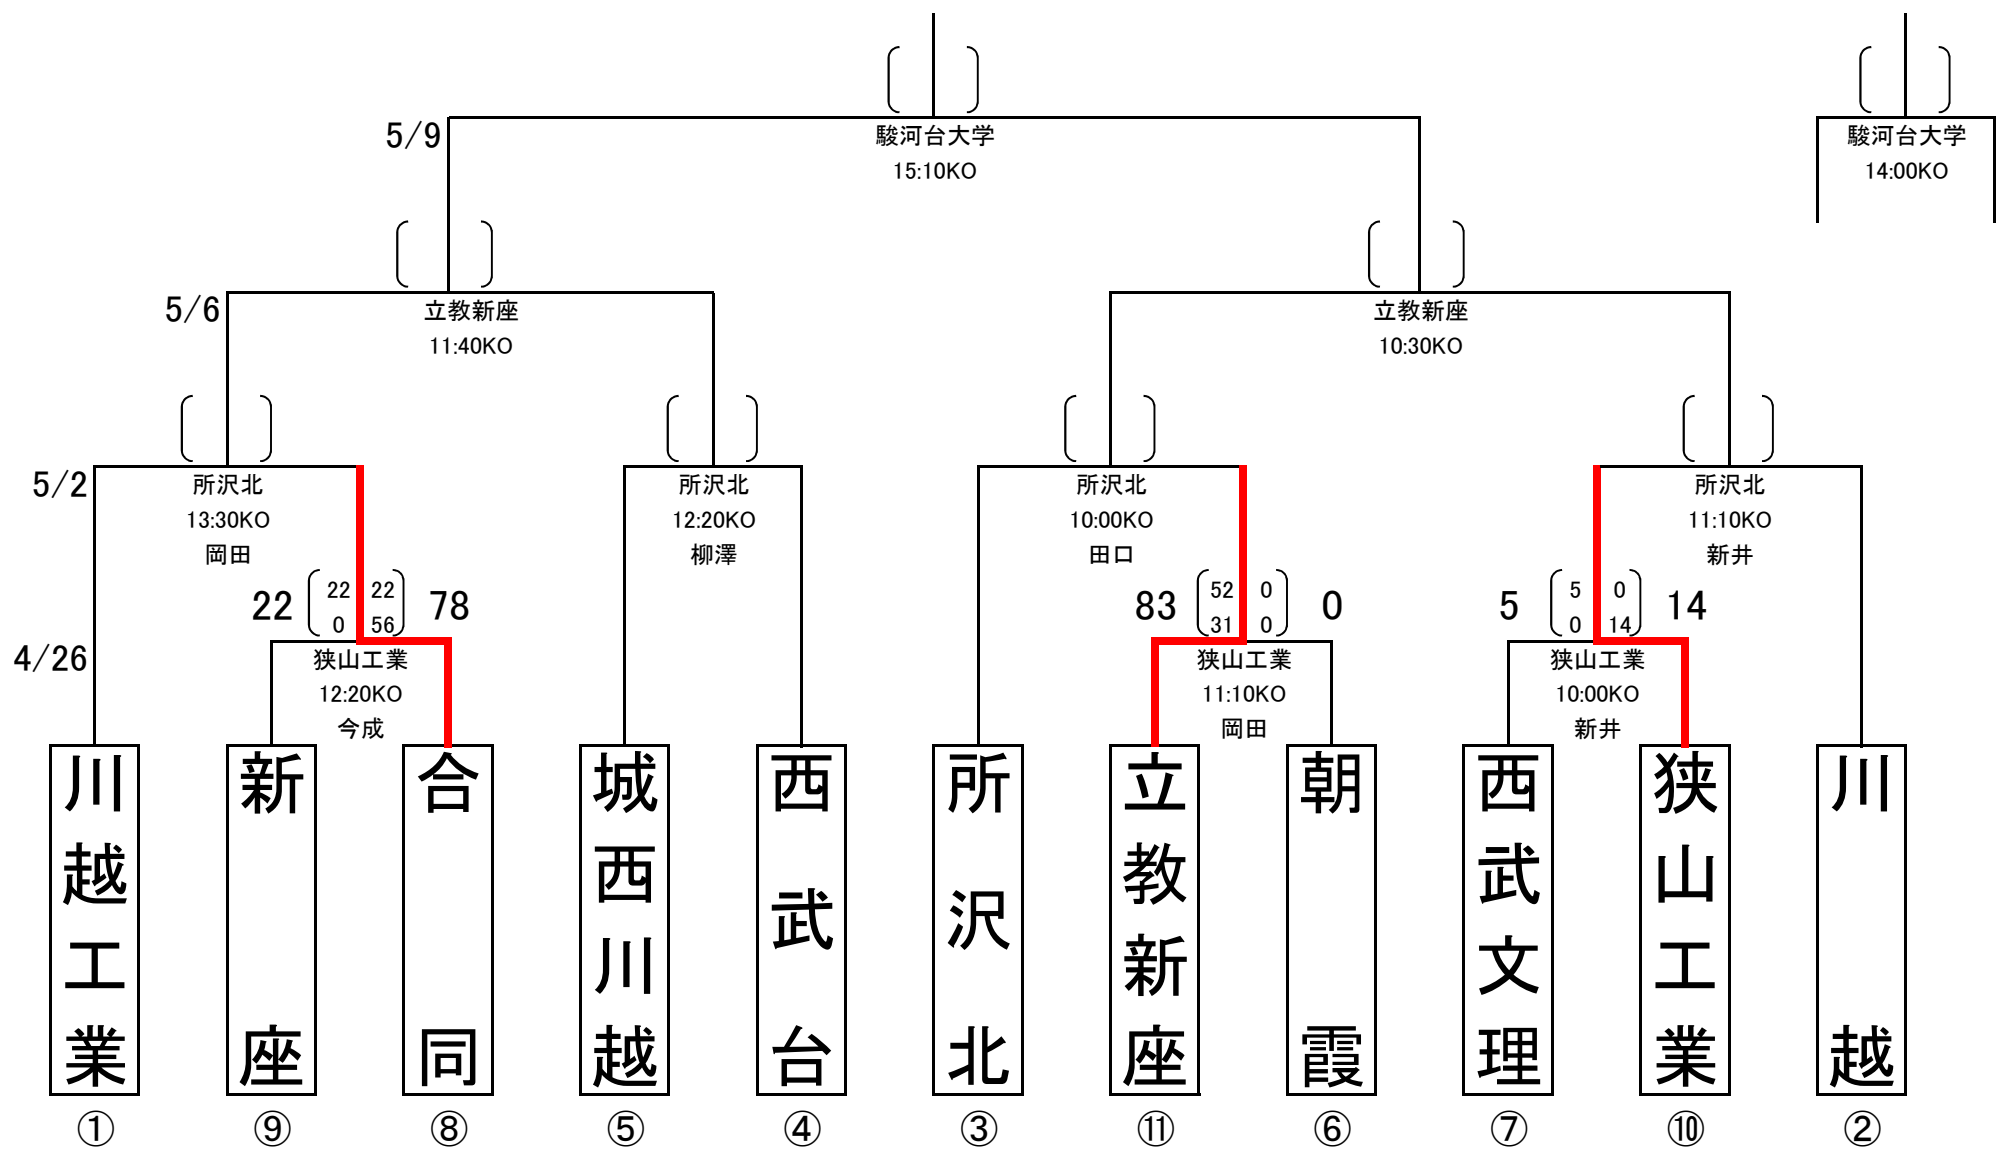 5/9
駿河台大学
15:10KO
駿河台大学
14:00KO
5/6
立教新座
11:40KO
立教新座
10:30KO
5/2
所沢北
13:30KO
岡田
所沢北
12:20KO
柳澤
所沢北
10:00KO
田口
所沢北
11:10KO
新井
4/26
22
22 22
0 56
78
狭山工業
12:20KO
今成
83
52 0
31 0
0
狭山工業
11:10KO
岡田
5
5 0
0 14
14
狭山工業
10:00KO
新井
川越工業
新座
合同
城西川越
西武台
所沢北
立教新座
朝霞
西武文理
狭山工業
川越
① ⑨ ⑧ ⑤ ④ ③ ⑪ ⑥ ⑦ ⑩ ②